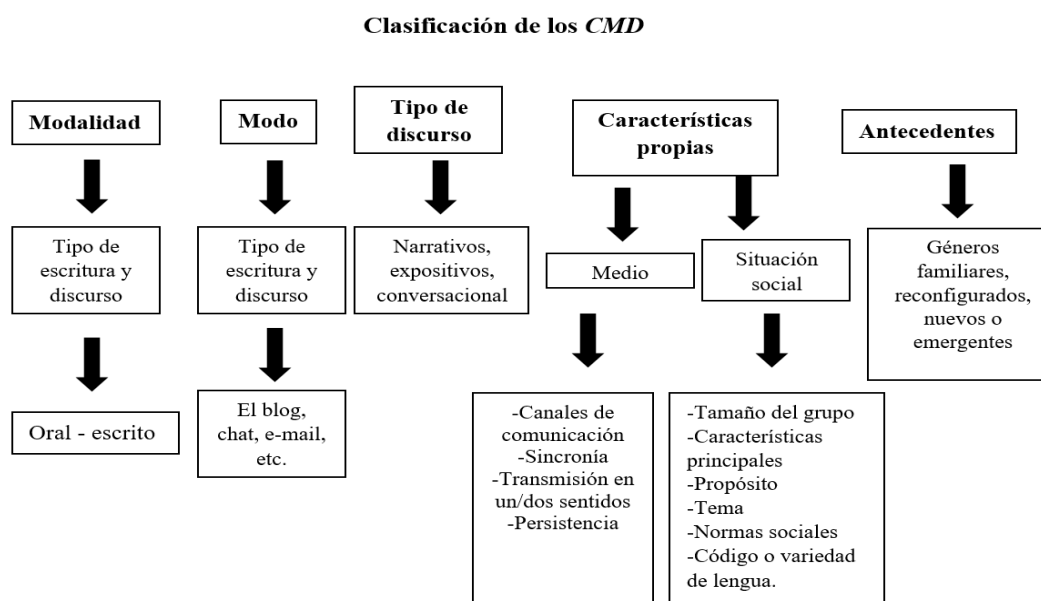 Clasificación de los CMD
Modalidad
Modo
Tipo de
discurso
Característícas
propias
Antecedentes
Tipo de
escritura y
discurso
Tipo de
escritura y
discurso
Narrativos,
expositivos,
conversacional
Medio
Situación
social
Géneros
familiares,
reconfigurados,
nuevos o
emergentes
Oral - escrito
El blog,
chat, e-mail,
etc.
-Canales de
comunicación
-Sincronía
-Transmisión en
un/dos sentidos
-Persistencia
-Tamaño del grupo
-Características
principales
-Propósito
-Tema
-Normas sociales
-Código o variedad
de lengua.